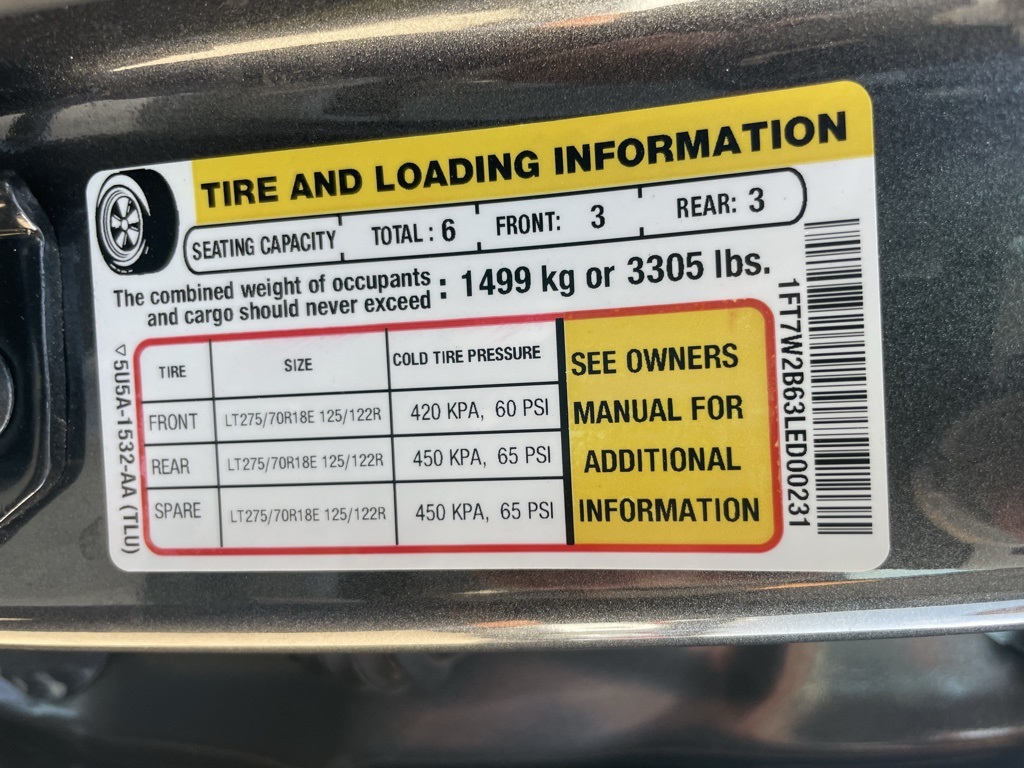 TIRE AND LOADING INFORMATION
SEATING CAPACITY TOTAL : 6 FRONT: 3 REAR: 3
The combined weight of occupants
and cargo should never exceed : 1499 kg or 3305 lbs.
TIRE SIZE COLD TIRE PRESSURE
FRONT LT275/70R18E 125/122R 420 KPA, 60 PSI
REAR LT275/70R18E 125/122R 450 KPA, 65 PSI
SPARE LT275/70R18E 125/122R 450 KPA, 65 PSI
SEE OWNERS
MANUAL FOR
ADDITIONAL
INFORMATION
5U5A-1532-AA (TLU)
1FT7W2B63LED00231